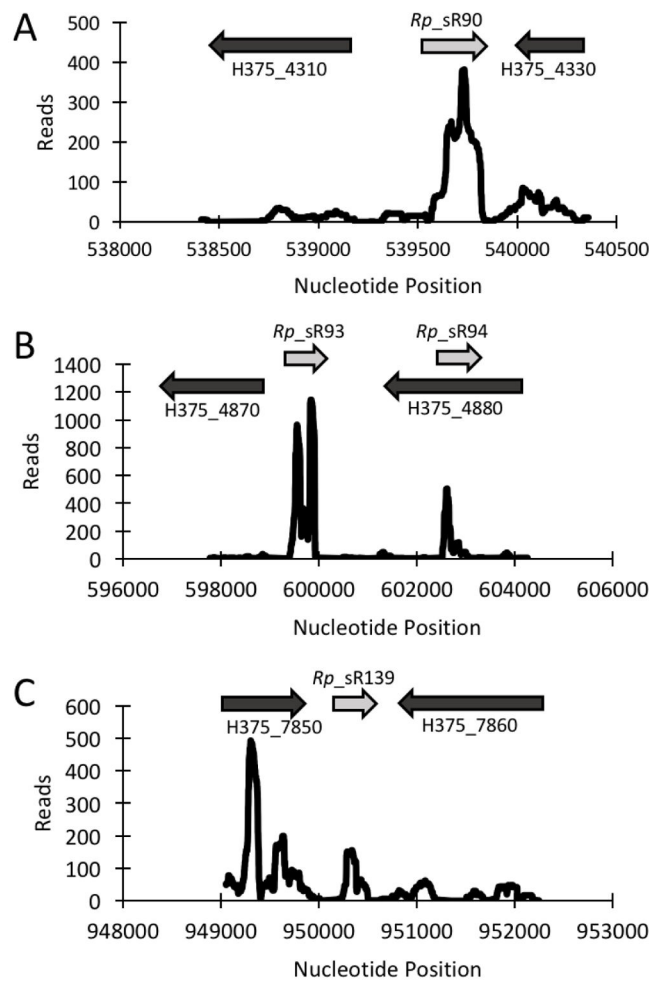 A
Rp_sR90
H375_4310
H375_4330
Reads
500
400
300
200
100
0
538000 538500 539000 539500 540000 540500
Nucleotide Position
B
Rp_sR93
Rp_sR94
H375_4870
H375_4880
Reads
1400
1200
1000
800
600
400
200
0
596000 598000 600000 602000 604000 606000
Nucleotide Position
C
Rp_sR139
H375_7850
H375_7860
Reads
600
500
400
300
200
100
0
948000 949000 950000 951000 952000 953000
Nucleotide Position